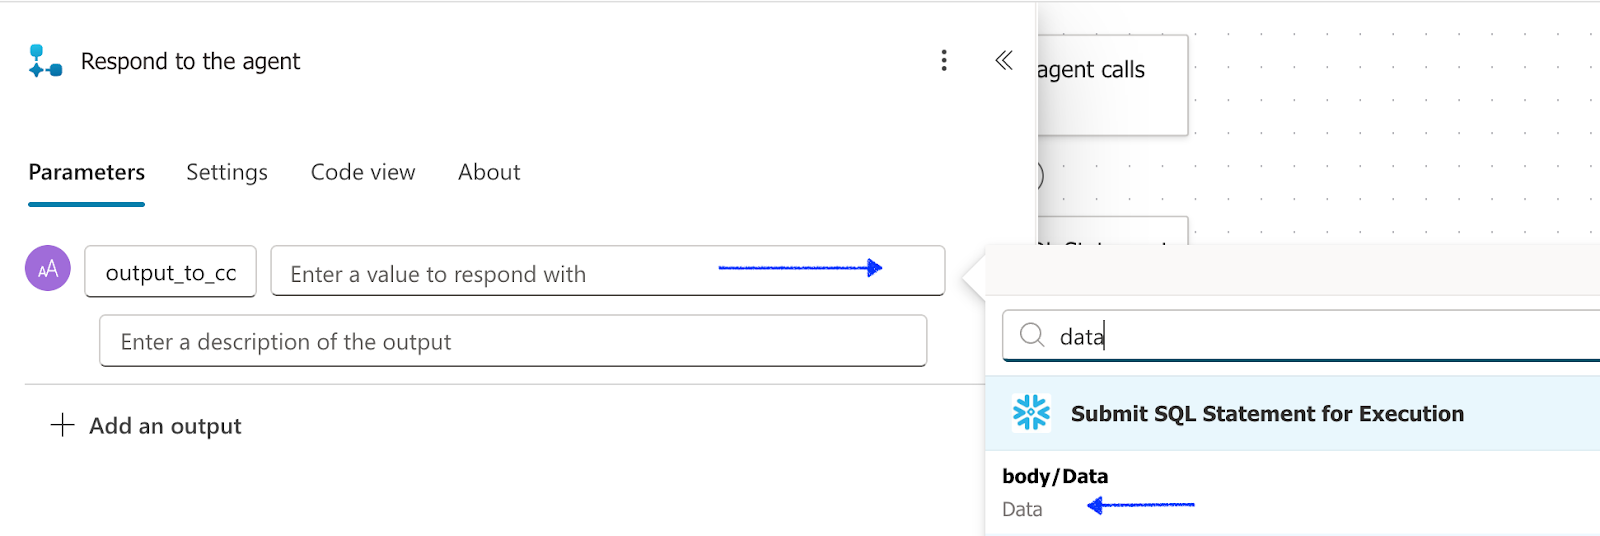 Respond to the agent
agent calls
Parameters
Settings
Code view
About
AA
output_to_cc
Enter a value to respond with
Enter a description of the output
Add an output
data
Submit SQL Statement for Execution
body/Data
Data